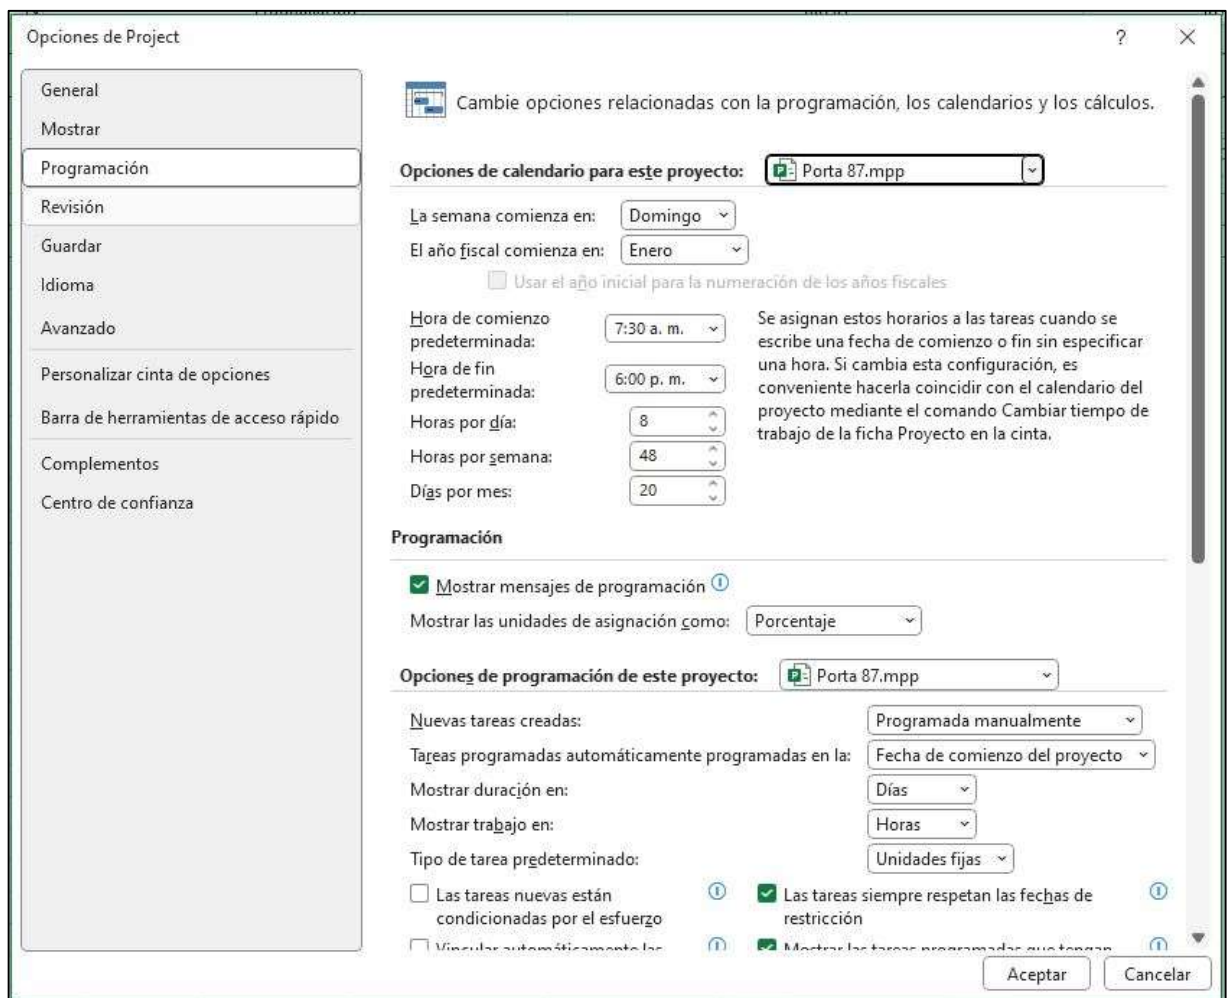 Opciones de Project
?
General
Mostrar
Programación
Revisión
Guardar
Idioma
Avanzado
Personalizar cinta de opciones
Barra de herramientas de acceso rápido
Complementos
Centro de confianza
Cambie opciones relacionadas con la programación, los calendarios y los cálculos.
Opciones de calendario para este proyecto: Porta 87.mpp
La semana comienza en: Domingo
El año fiscal comienza en: Enero
Usar el año inicial para la numeración de los años fiscales
Hora de comienzo
predeterminada: 7:30 a. m.
Hora de fin
predeterminada: 6:00 p. m.
Horas por día: 8
Horas por semana: 48
Días por mes: 20
Se asignan estos horarios a las tareas cuando se
escribe una fecha de comienzo o fin sin especificar
una hora. Si cambia esta configuración, es
conveniente hacerla coincidir con el calendario del
proyecto mediante el comando Cambiar tiempo de
trabajo de la ficha Proyecto en la cinta.
Programación
Mostrar mensajes de programación
Mostrar las unidades de asignación como: Porcentaje
Opciones de programación de este proyecto: Porta 87.mpp
Nuevas tareas creadas: Programada manualmente
Tareas programadas automáticamente programadas en la: Fecha de comienzo del proyecto
Mostrar duración en: Días
Mostrar trabajo en: Horas
Tipo de tarea predeterminado: Unidades fijas
Las tareas nuevas están
condicionadas por el esfuerzo
Las tareas siempre respetan las fechas de
restricción
Vincular automáticamente las
Mostrar las tareas programadas que tengan
Aceptar
Cancelar